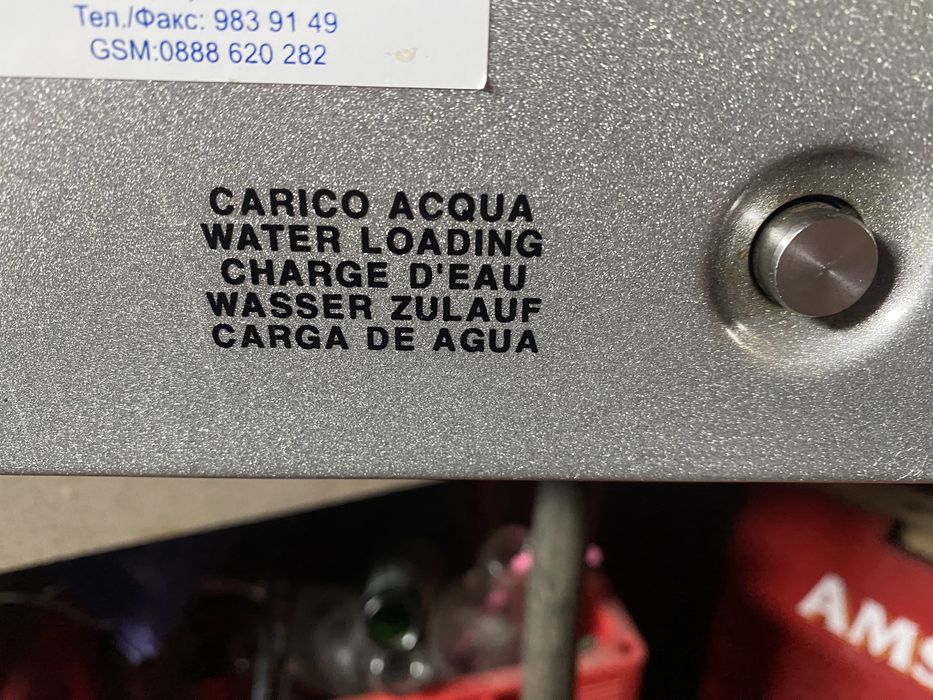 Тел./Факс: 983 91 49
GSM:0888 620 282
CARICO ACQUA
WATER LOADING
CHARGE D'EAU
WASSER ZULAUF
CARGA DE AGUA
AMS